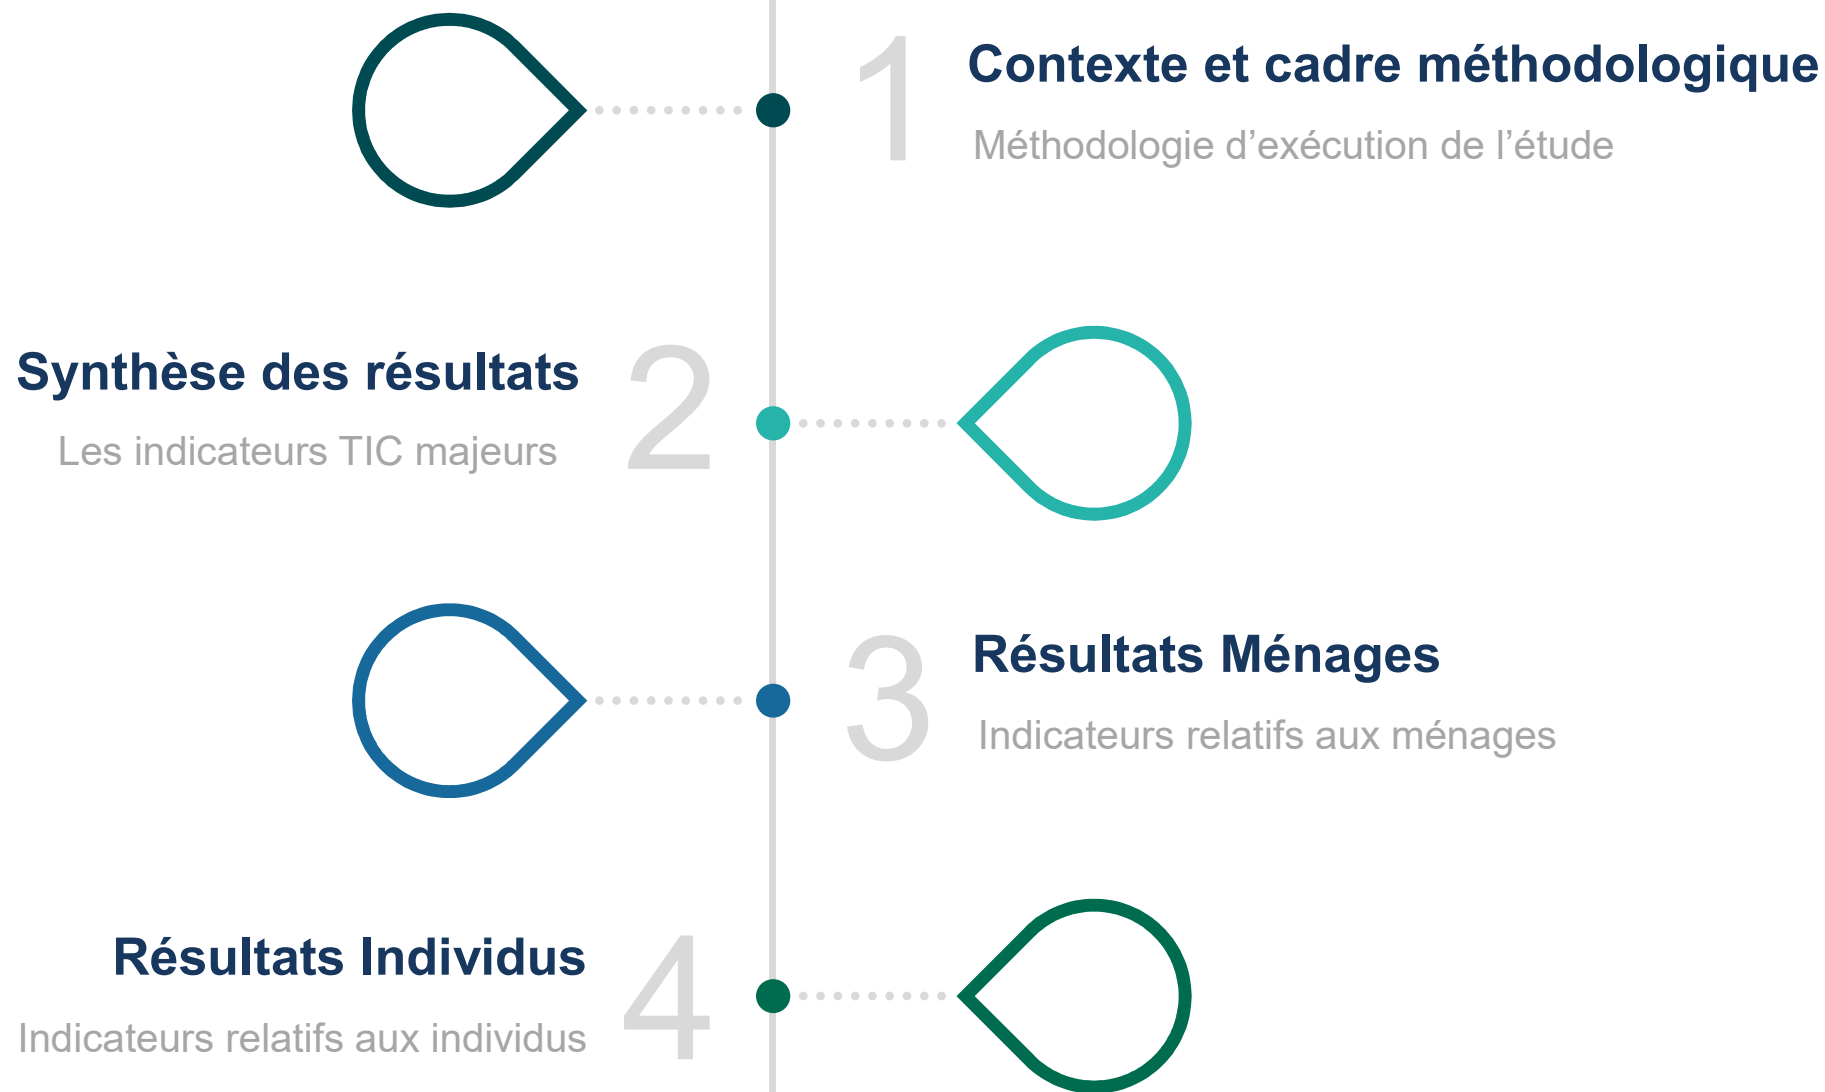 1
Contexte et cadre méthodologique
Méthodologie d’exécution de l’étude
2
Synthèse des résultats
Les indicateurs TIC majeurs
3
Résultats Ménages
Indicateurs relatifs aux ménages
4
Résultats Individus
Indicateurs relatifs aux individus